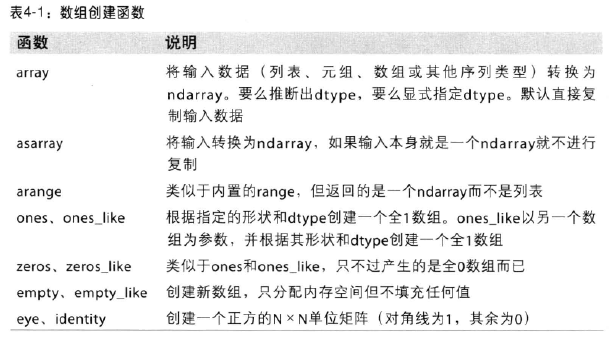 表4-1：数组创建函数
函数 说明
array 将输入数据（列表、元组、数组或其他序列类型）转换为
ndarray。要么推断出dtype，要么显式指定dtype。默认直接复
制输入数据
asarray 将输入转换为ndarray，如果输入本身就是一个ndarray就不进行
复制
arange 类似于内置的range，但返回的是一个ndarray而不是列表
ones、ones_like 根据指定的形状和dtype创建一个全1数组。ones_like以另一个数
组为参数，并根据其形状和dtype创建一个全1数组
zeros、zeros_like 类似于ones和ones_like，只不过产生的是全0数组而已
empty、empty_like 创建新数组，只分配内存空间但不填充任何值
eye、identity 创建一个正方的N×N单位矩阵（对角线为1，其余为0）